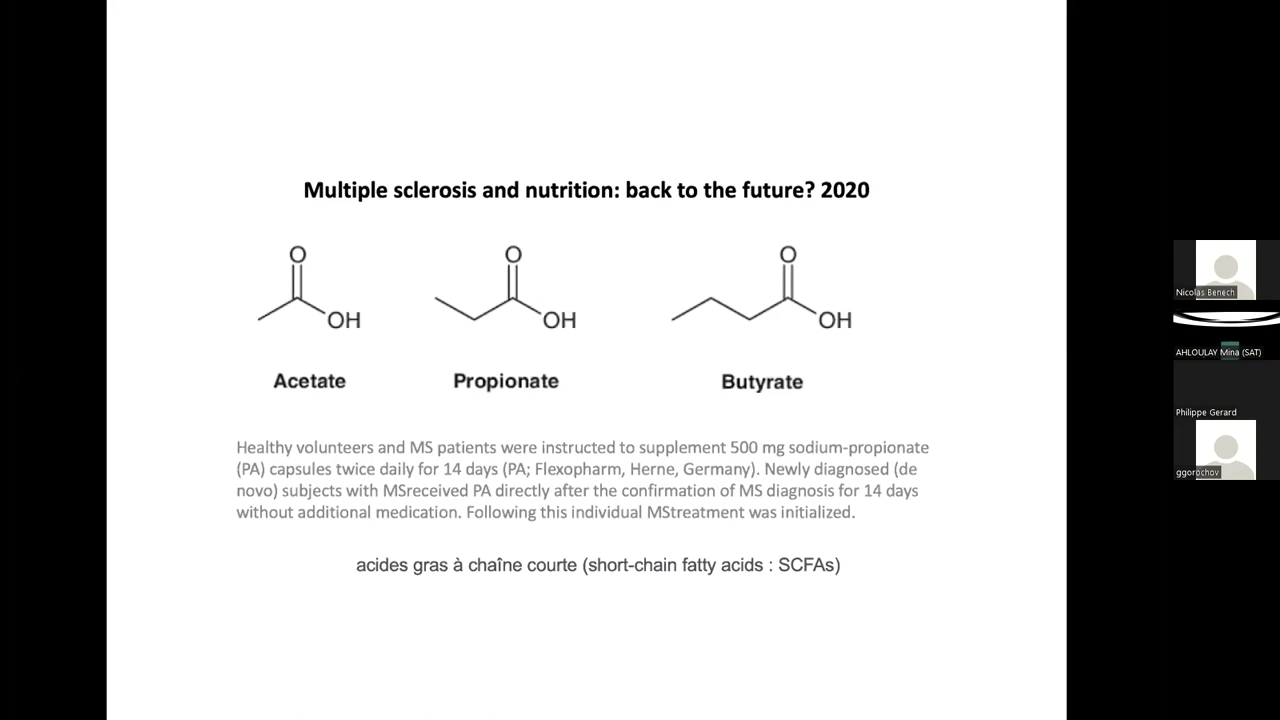 Multiple sclerosis and nutrition: back to the future? 2020
O
OH
Acetate
O
OH
Propionate
O
OH
Butyrate
Healthy volunteers and MS patients were instructed to supplement 500 mg sodium-propionate
(PA) capsules twice daily for 14 days (PA; Flexopharm, Herne, Germany). Newly diagnosed (de
novo) subjects with MSreceived PA directly after the confirmation of MS diagnosis for 14 days
without additional medication. Following this individual MStreatment was initialized.
acides gras à chaîne courte (short-chain fatty acids : SCFAs)
Nicolas Benech
AHLOULAY Mina (SAT)
Philippe Gerard
ggorochov